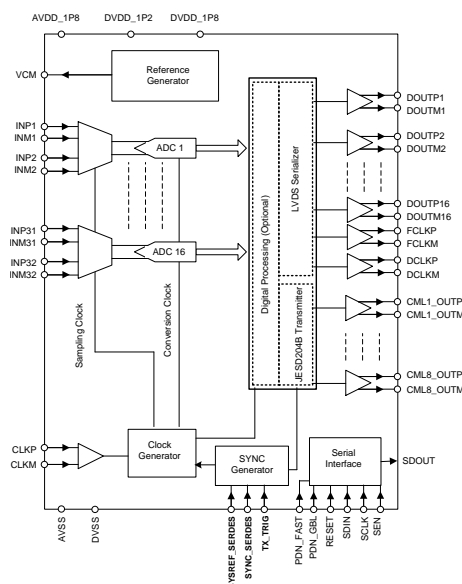 AVDD_1P8
DVDD_1P2
DVDD_1P8
VCM
Reference
Generator
INP1
INM1
INP2
INM2
ADC 1
INP31
INM31
INP32
INM32
ADC 16
Sampling Clock
Conversion Clock
Digital Processing (Optional)
LVDS Serializer
JESD204B Transmitter
DOUTP1
DOUTM1
DOUTP2
DOUTM2
DOUTP16
DOUTM16
FCLKP
FCLKM
DCLKP
DCLKM
CML1_OUTP
CML1_OUTM
CML8_OUTP
CML8_OUTM
CLKP
CLKM
Clock
Generator
SYNC
Generator
Serial
Interface
SDOUT
AVSS
DVSS
YSREF_SERDES
SYNC_SERDES
TX_TRIG
PDN_FAST
PDN_GBL
RESET
SDIN
SCLK
SEN